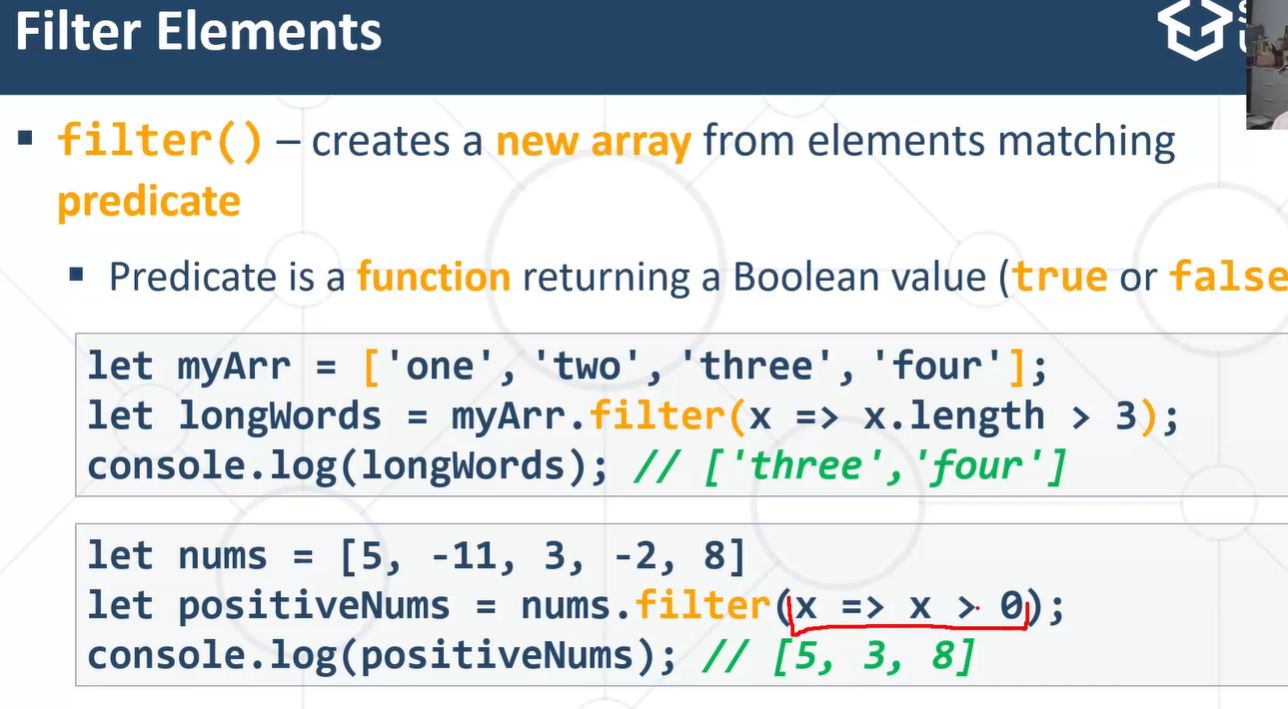 Filter Elements
▪ filter() – creates a new array from elements matching
predicate
▪ Predicate is a function returning a Boolean value (true or false
let myArr = ['one', 'two', 'three', 'four'];
let longWords = myArr.filter(x => x.length > 3);
console.log(longWords); // ['three','four']
let nums = [5, -11, 3, -2, 8]
let positiveNums = nums.filter(x => x > 0);
console.log(positiveNums); // [5, 3, 8]